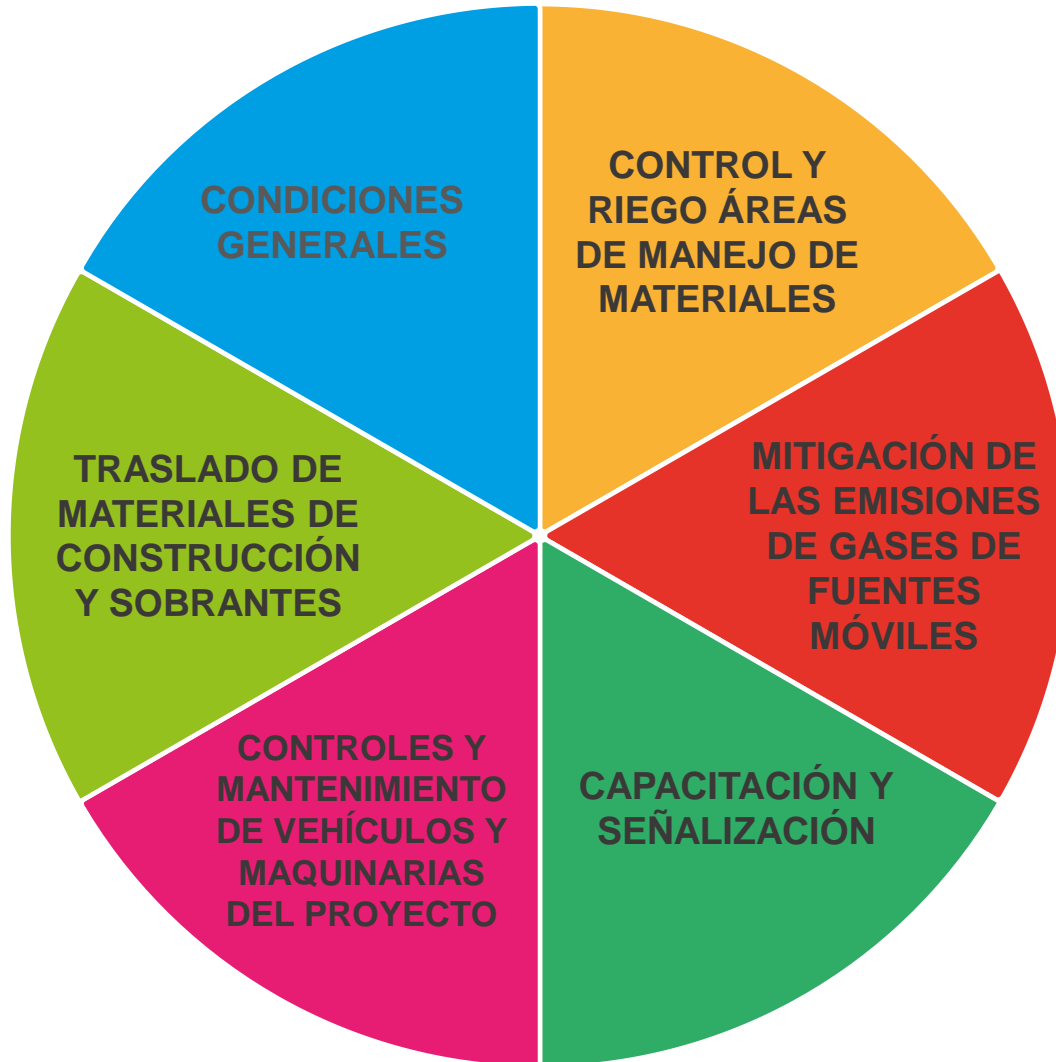 CONDICIONES
GENERALES
CONTROL Y
RIEGO ÁREAS
DE MANEJO DE
MATERIALES
MITIGACIÓN DE
LAS EMISIONES
DE GASES DE
FUENTES
MÓVILES
CAPACITACIÓN Y
SEÑALIZACIÓN
CONTROLES Y
MANTENIMIENTO
DE VEHÍCULOS Y
MAQUINARIAS
DEL PROYECTO
TRASLADO DE
MATERIALES DE
CONSTRUCCIÓN
Y SOBRANTES